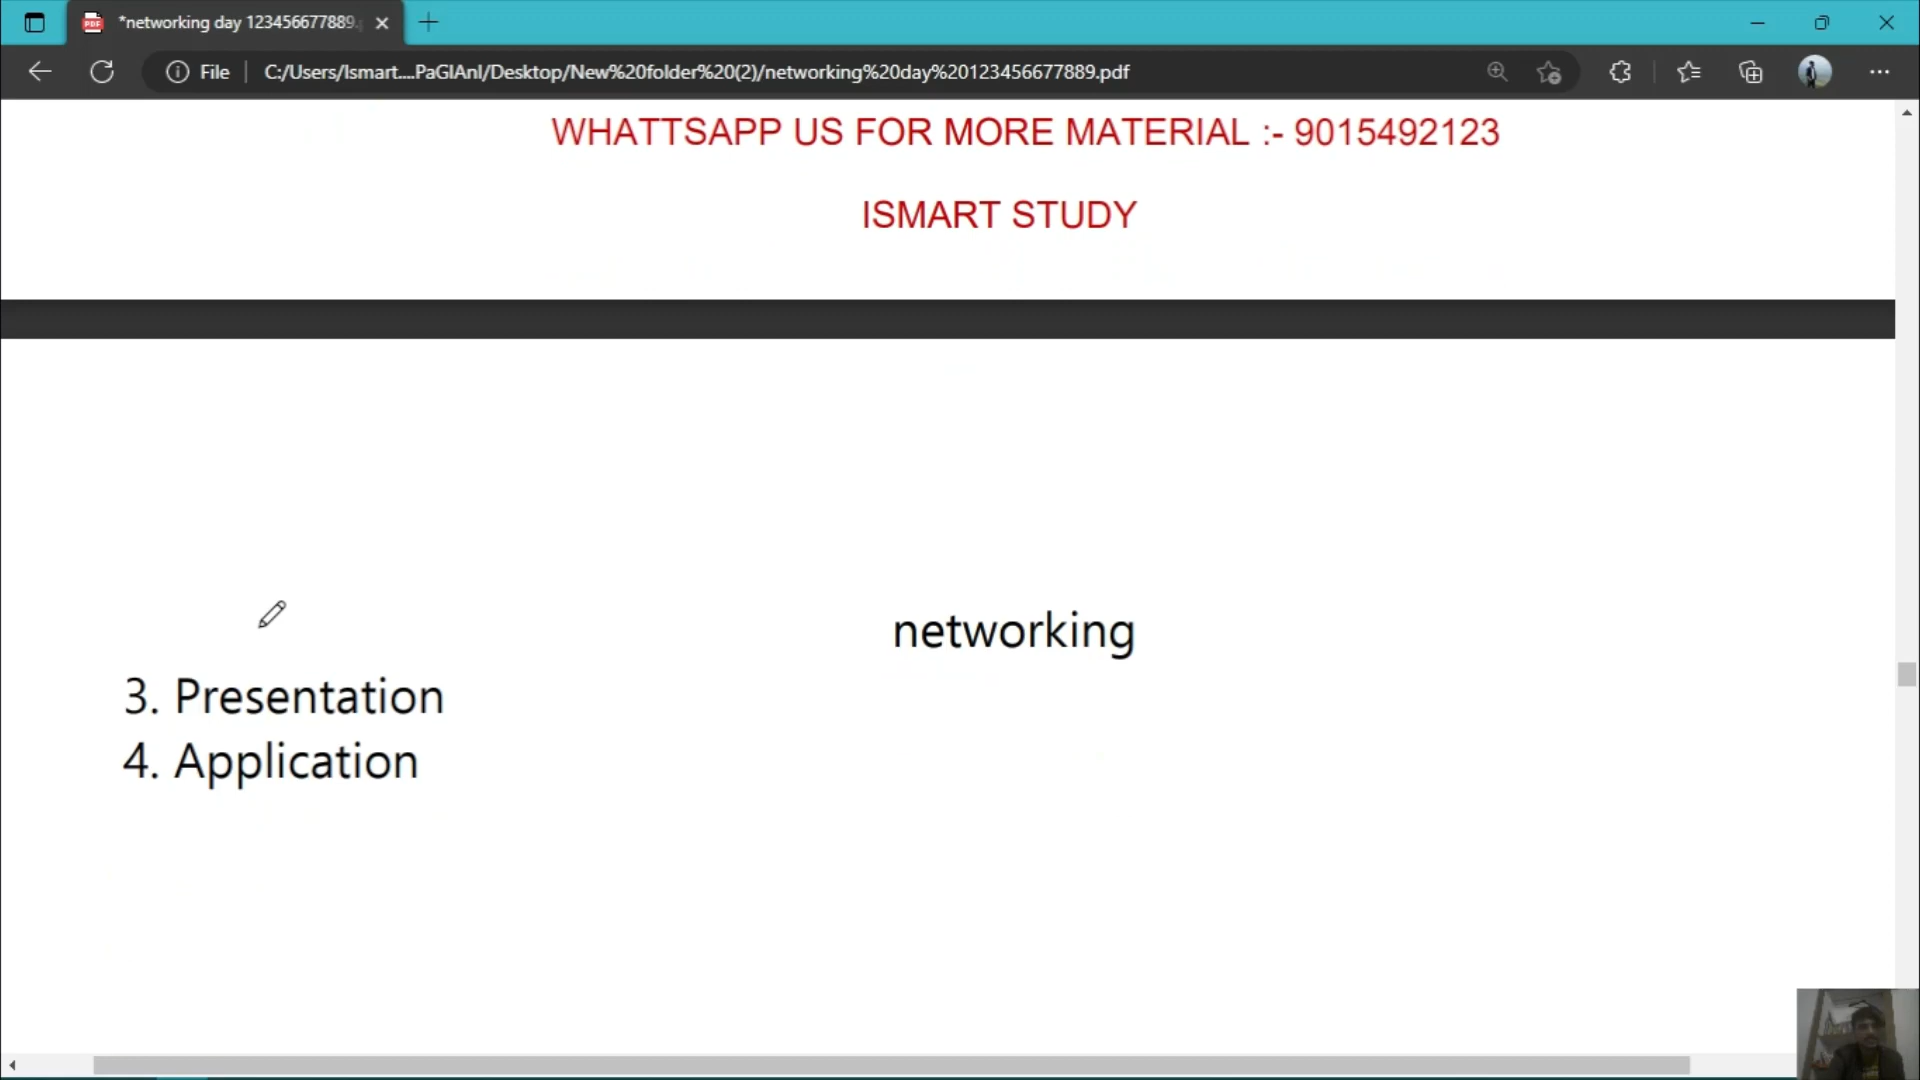 *networking day 123456677889.
File
C:/Users/Ismart....PaGlAnI/Desktop/New%20folder%20(2)/networking%20day%20123456677889.pdf
WHATTSAPP US FOR MORE MATERIAL :- 9015492123
ISMART STUDY
networking
3. Presentation
4. Application